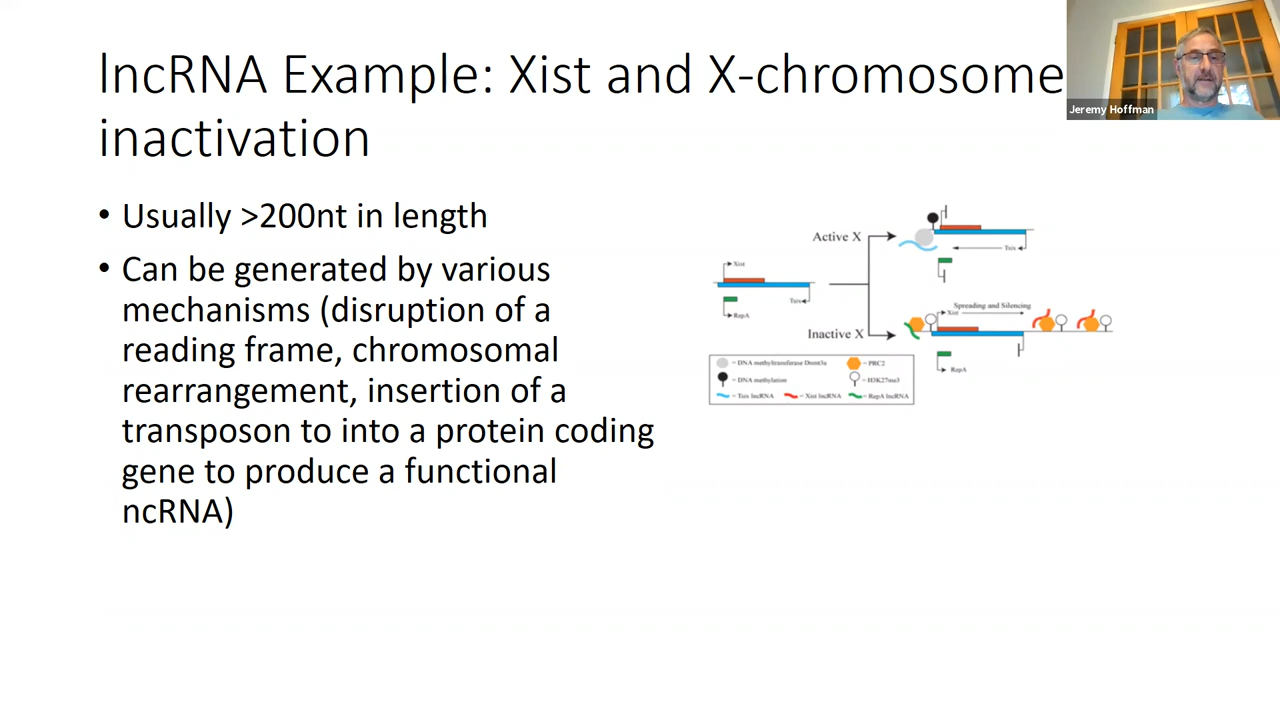 lncRNA Example: Xist and X-chromosome
inactivation
Jeremy Hoffman
• Usually >200nt in length
• Can be generated by various
mechanisms (disruption of a
reading frame, chromosomal
rearrangement, insertion of a
transposon to into a protein coding
gene to produce a functional
ncRNA)
Active X
Tsix
Xist
Tsix
RepA
Spreading and Silencing
Xist
Inactive X
RepA
= DNA methyltransferase Dnmt3a
= PRC2
= DNA methylation
= H3K27me3
= Tsix lncRNA
= Xist lncRNA
= RepA lncRNA